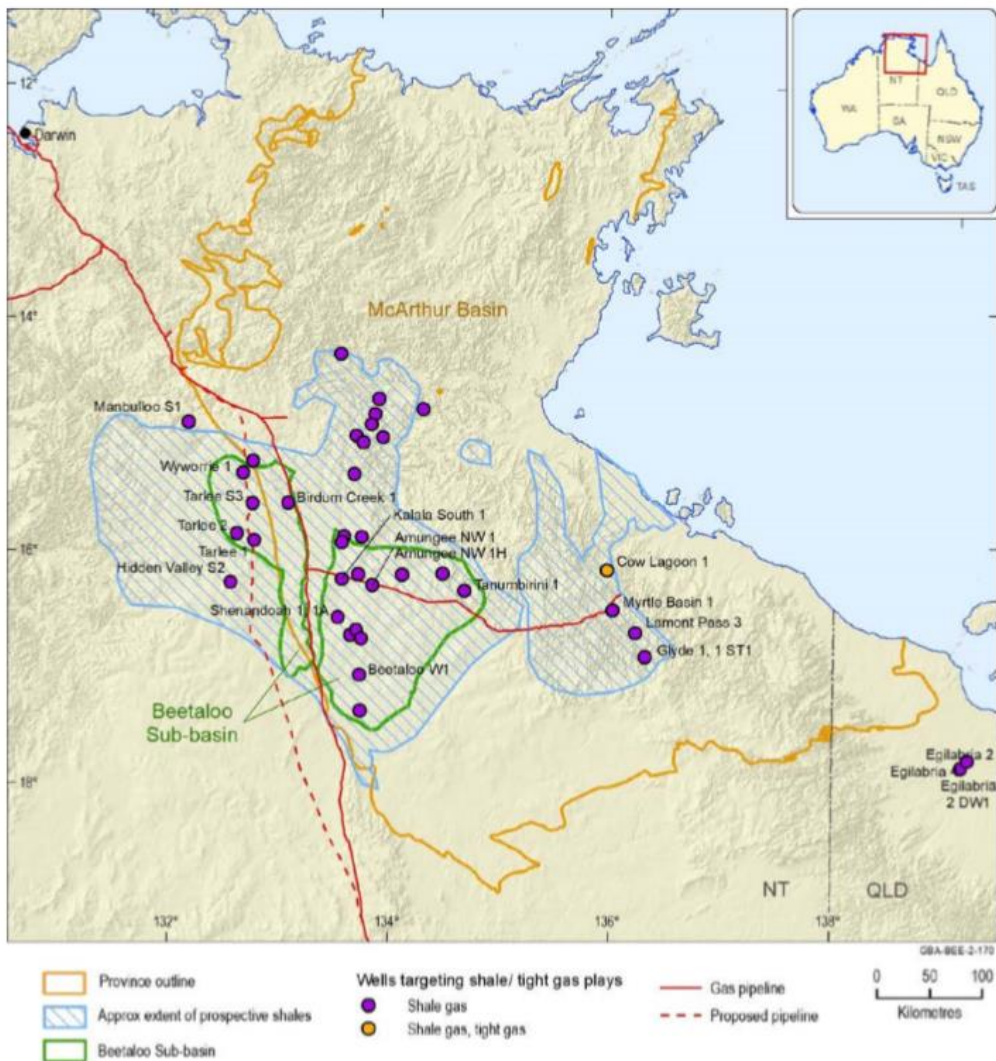 12°
Darwin
NT
WA
QLD
SA
NSW
VIC
TAS
14°
McArthur Basin
Manbulloo S1
Wyworrie 1
Tarlee S3
Birdum Creek 1
Kalala South 1
Tarlee 2
Amungee NW 1
16°
Tarlee 1
Amungee NW 1H
Hidden Valley S2
Cow Lagoon 1
Tanumbirini 1
Shenandoah 1, 1A
Myrtle Basin 1
Lamont Pass 3
Glyde 1, 1 ST1
Beetaloo W1
Beetaloo
Sub-basin
Egilabria 2
18°
Egilabria
Egilabria
2 DW1
NT
QLD
132°
134°
136°
138°
GBA-BEE-2-170
Province outline
Approx extent of prospective shales
Beetaloo Sub-basin
Wells targeting shale/ tight gas plays
Shale gas
Shale gas, tight gas
Gas pipeline
Proposed pipeline
0 50 100
Kilometres